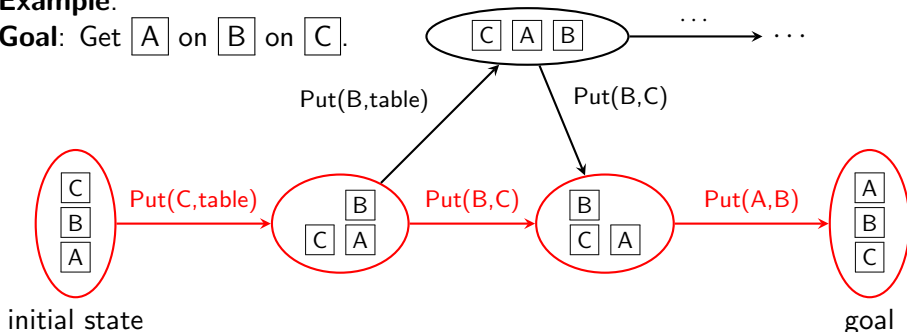 Example:
Goal: Get A on B on C.
C A B
...
...
Put(B,table)
Put(B,C)
C
B
A
Put(C,table)
B
C A
Put(B,C)
B
C A
Put(A,B)
A
B
C
initial state
goal